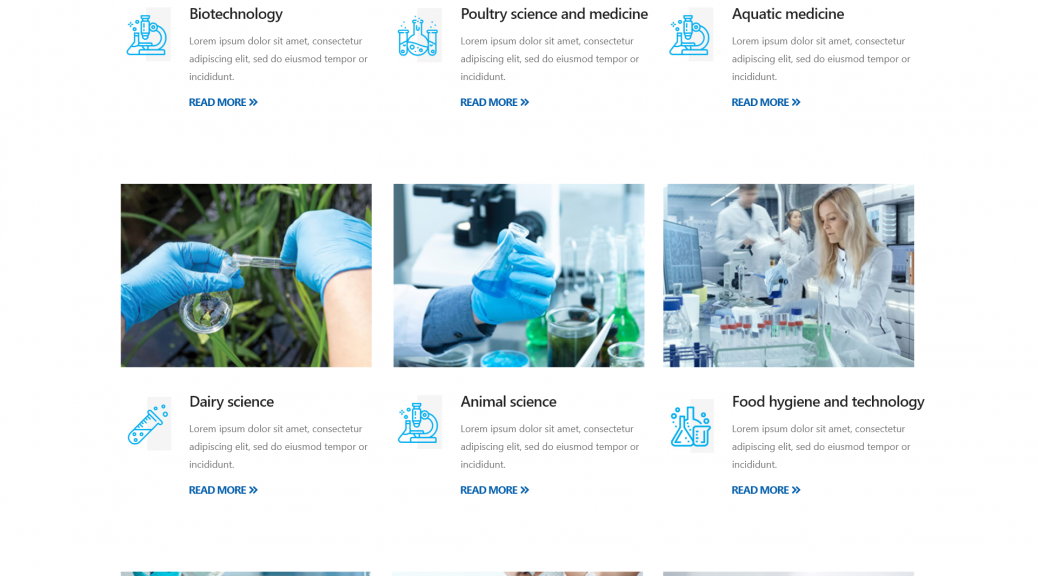 Biotechnology
Poultry science and medicine
Aquatic medicine
Lorem ipsum dolor sit amet, consectetur
adipiscing elit, sed do eiusmod tempor or
incididunt.
Lorem ipsum dolor sit amet, consectetur
adipiscing elit, sed do eiusmod tempor or
incididunt.
Lorem ipsum dolor sit amet, consectetur
adipiscing elit, sed do eiusmod tempor or
incididunt.
READ MORE »
READ MORE »
READ MORE »
Dairy science
Animal science
Food hygiene and technology
Lorem ipsum dolor sit amet, consectetur
adipiscing elit, sed do eiusmod tempor or
incididunt.
Lorem ipsum dolor sit amet, consectetur
adipiscing elit, sed do eiusmod tempor or
incididunt.
Lorem ipsum dolor sit amet, consectetur
adipiscing elit, sed do eiusmod tempor or
incididunt.
READ MORE »
READ MORE »
READ MORE »